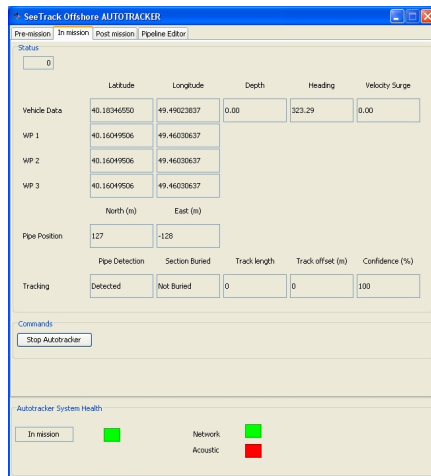 SeeTrack Offshore AUTOTRACKER
Pre-mission In mission Post mission Pipeline Editor
Status
0
Latitude Longitude Depth Heading Velocity Surge
Vehicle Data 40.18346550 49.49023837 0.00 323.29 0.00
WP 1 40.16049506 49.46030637
WP 2 40.16049506 49.46030637
WP 3 40.16049506 49.46030637
North (m) East (m)
Pipe Position 127 -128
Pipe Detection Section Buried Track length Track offset (m) Confidence (%)
Tracking Detected Not Buried 0 0 100
Commands
Stop Autotracker
Autotracker System Health
In mission Network
Acoustic